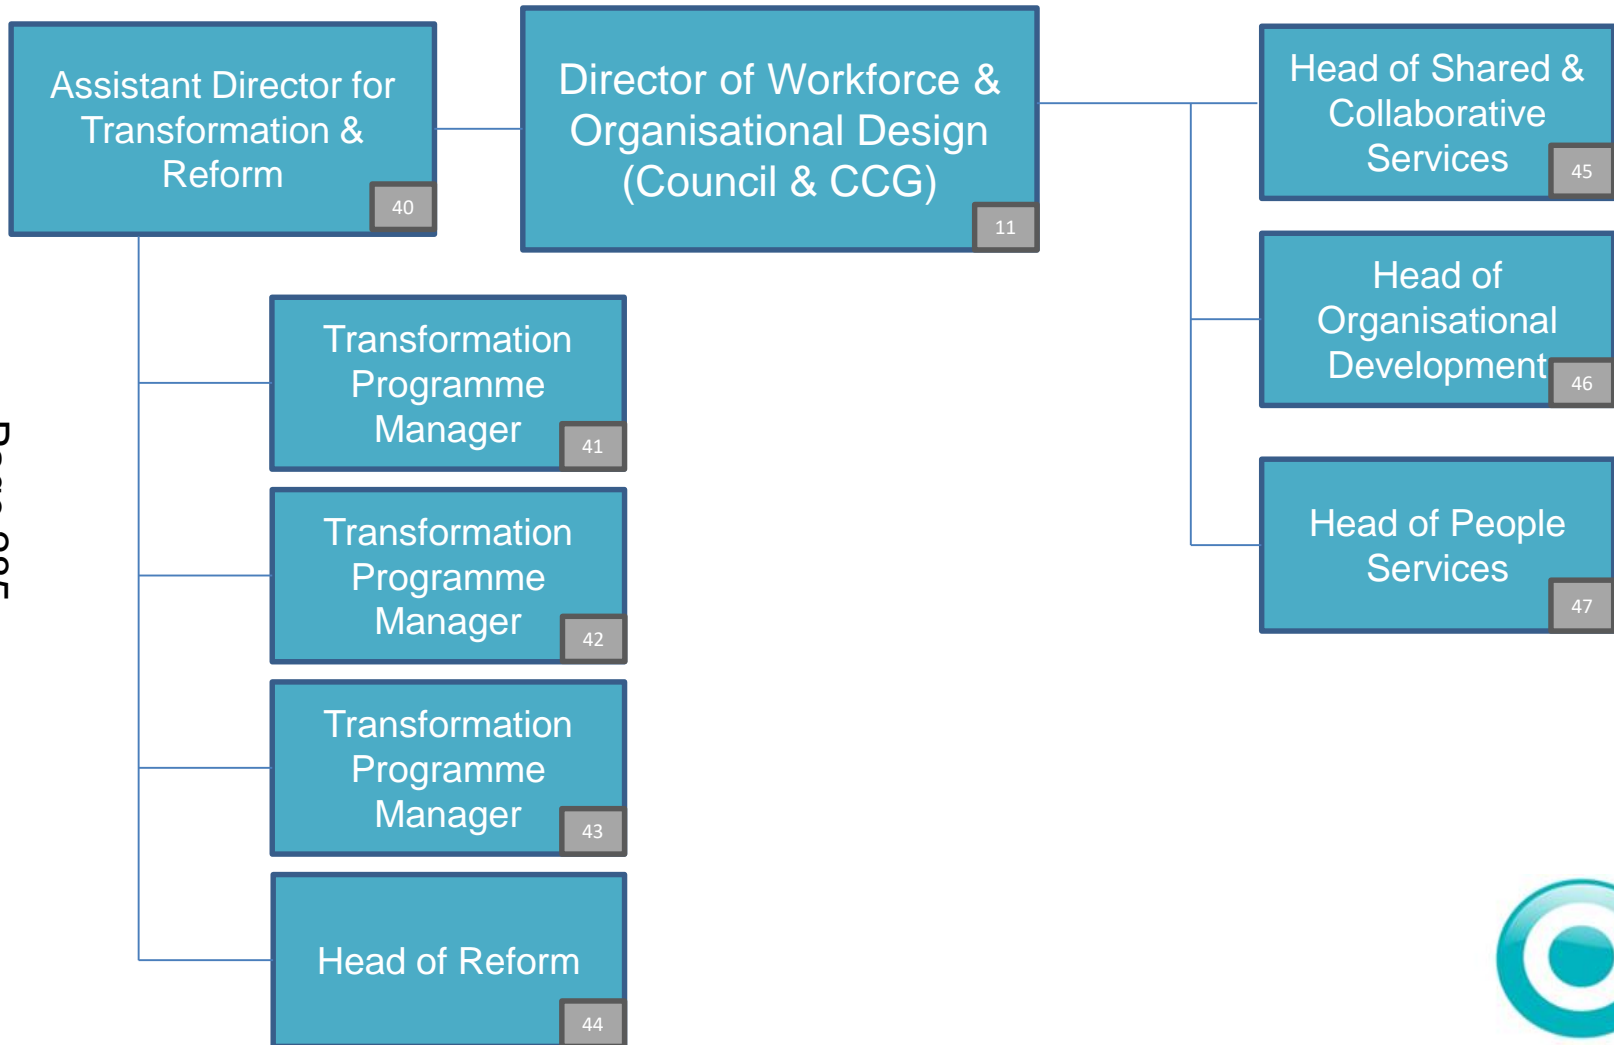 Assistant Director for
Transformation &
Reform
40
Director of Workforce &
Organisational Design
(Council & CCG)
11
Head of Shared &
Collaborative
Services
45
Head of
Organisational
Development
46
Head of People
Services
47
Transformation
Programme
Manager
41
Transformation
Programme
Manager
42
Transformation
Programme
Manager
43
Head of Reform
44